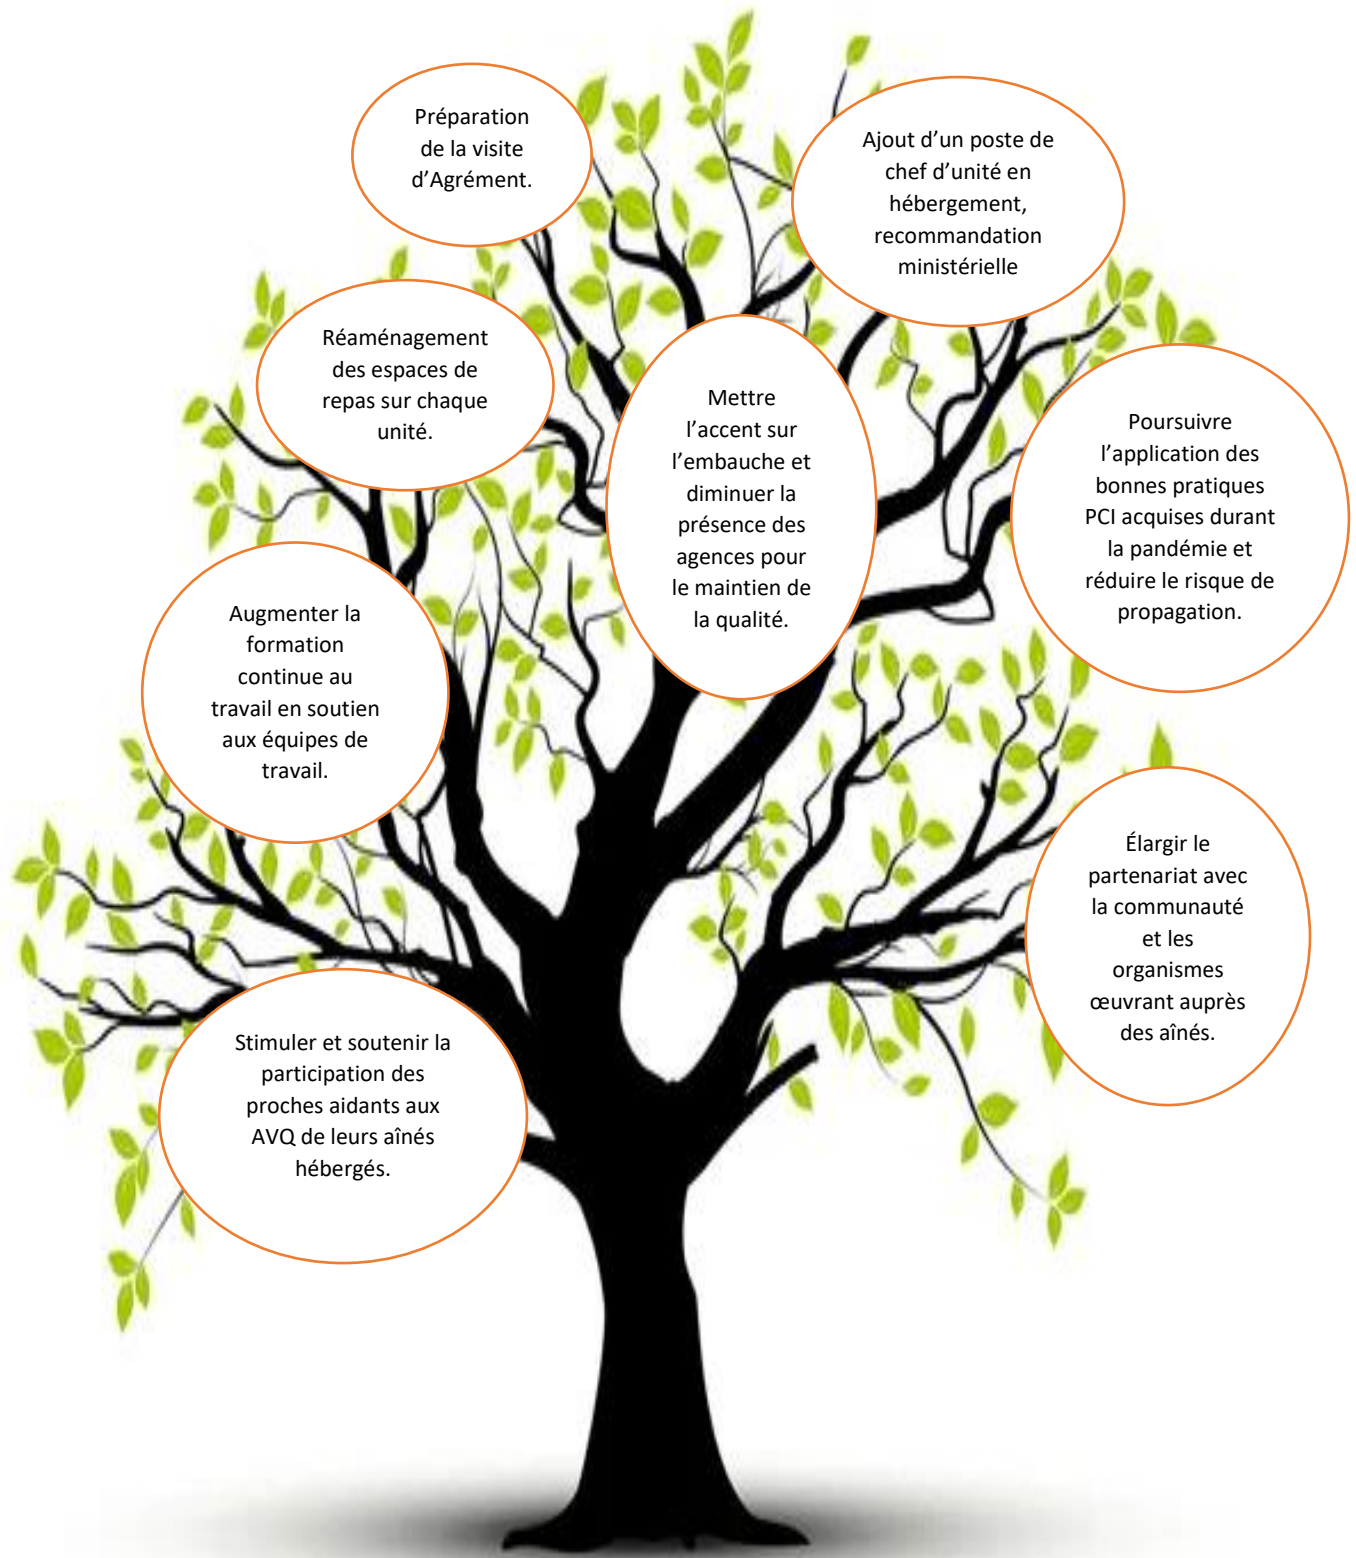 Préparation
de la visite
d’Agrément.
Ajout d’un poste de
chef d’unité en
hébergement,
recommandation
ministérielle
Réaménagement
des espaces de
repas sur chaque
unité.
Mettre
l’accent sur
l’embauche et
diminuer la
présence des
agences pour
le maintien de
la qualité.
Poursuivre
l’application des
bonnes pratiques
PCI acquises durant
la pandémie et
réduire le risque de
propagation.
Augmenter la
formation
continue au
travail en soutien
aux équipes de
travail.
Élargir le
partenariat avec
la communauté
et les
organismes
œuvrant auprès
des aînés.
Stimuler et soutenir la
participation des
proches aidants aux
AVQ de leurs aînés
hébergés.